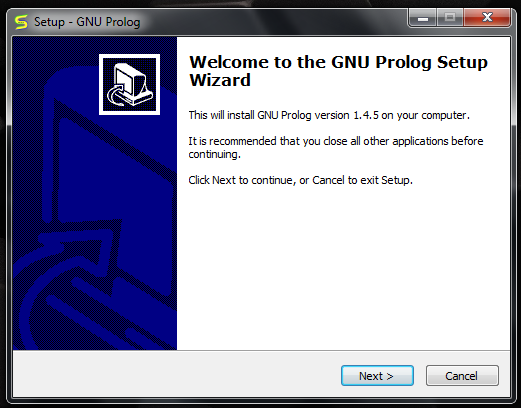 Setup - GNU Prolog
Welcome to the GNU Prolog Setup
Wizard
This will install GNU Prolog version 1.4.5 on your computer.
It is recommended that you close all other applications before
continuing.
Click Next to continue, or Cancel to exit Setup.
Next >
Cancel